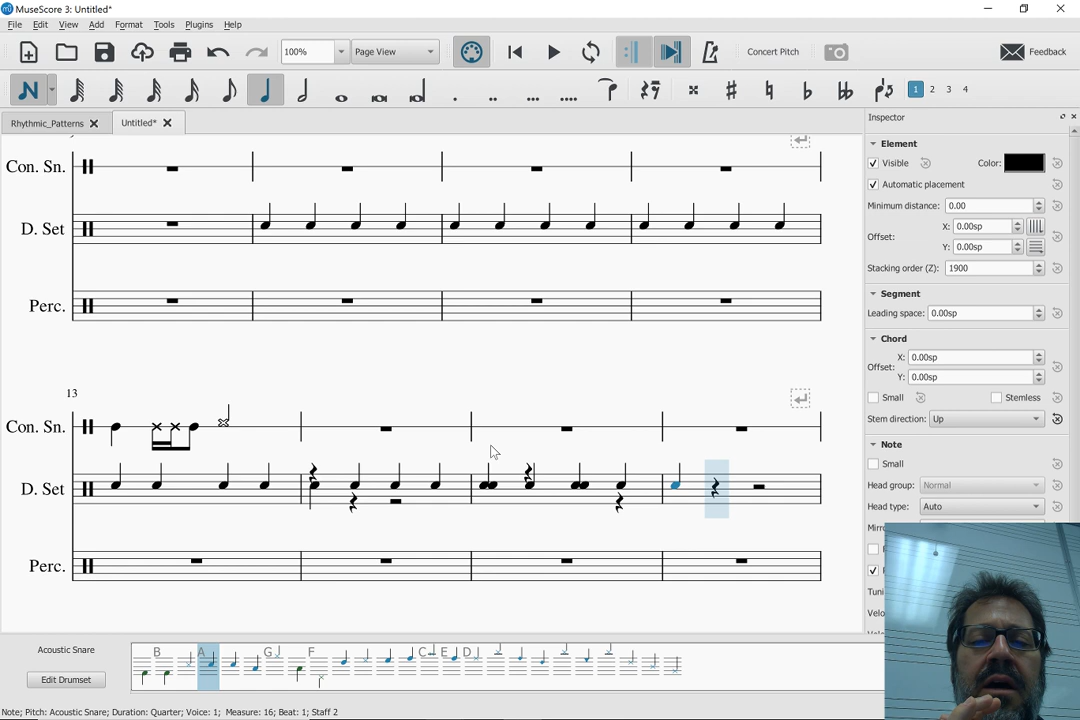 MuseScore 3: Untitled*
File Edit View Add Format Tools Plugins Help
100% Page View Concert Pitch Feedback
N 1 2 3 4
Rhythmic_Patterns Untitled*
Inspector
Element
Visible Color:
Automatic placement
Minimum distance: 0.00
Offset: X: 0.00sp
Y: 0.00sp
Stacking order (Z): 1900
Segment
Leading space: 0.00sp
Chord
Offset: X: 0.00sp
Y: 0.00sp
Small Stemless
Stem direction: Up
Note
Small
Head group: Normal
Head type: Auto
Con. Sn.
D. Set
Perc.
13
Con. Sn.
D. Set
Perc.
Acoustic Snare
Edit Drumset
B A G F C E D
Note; Pitch: Acoustic Snare; Duration: Quarter; Voice: 1; Measure: 16; Beat: 1; Staff 2